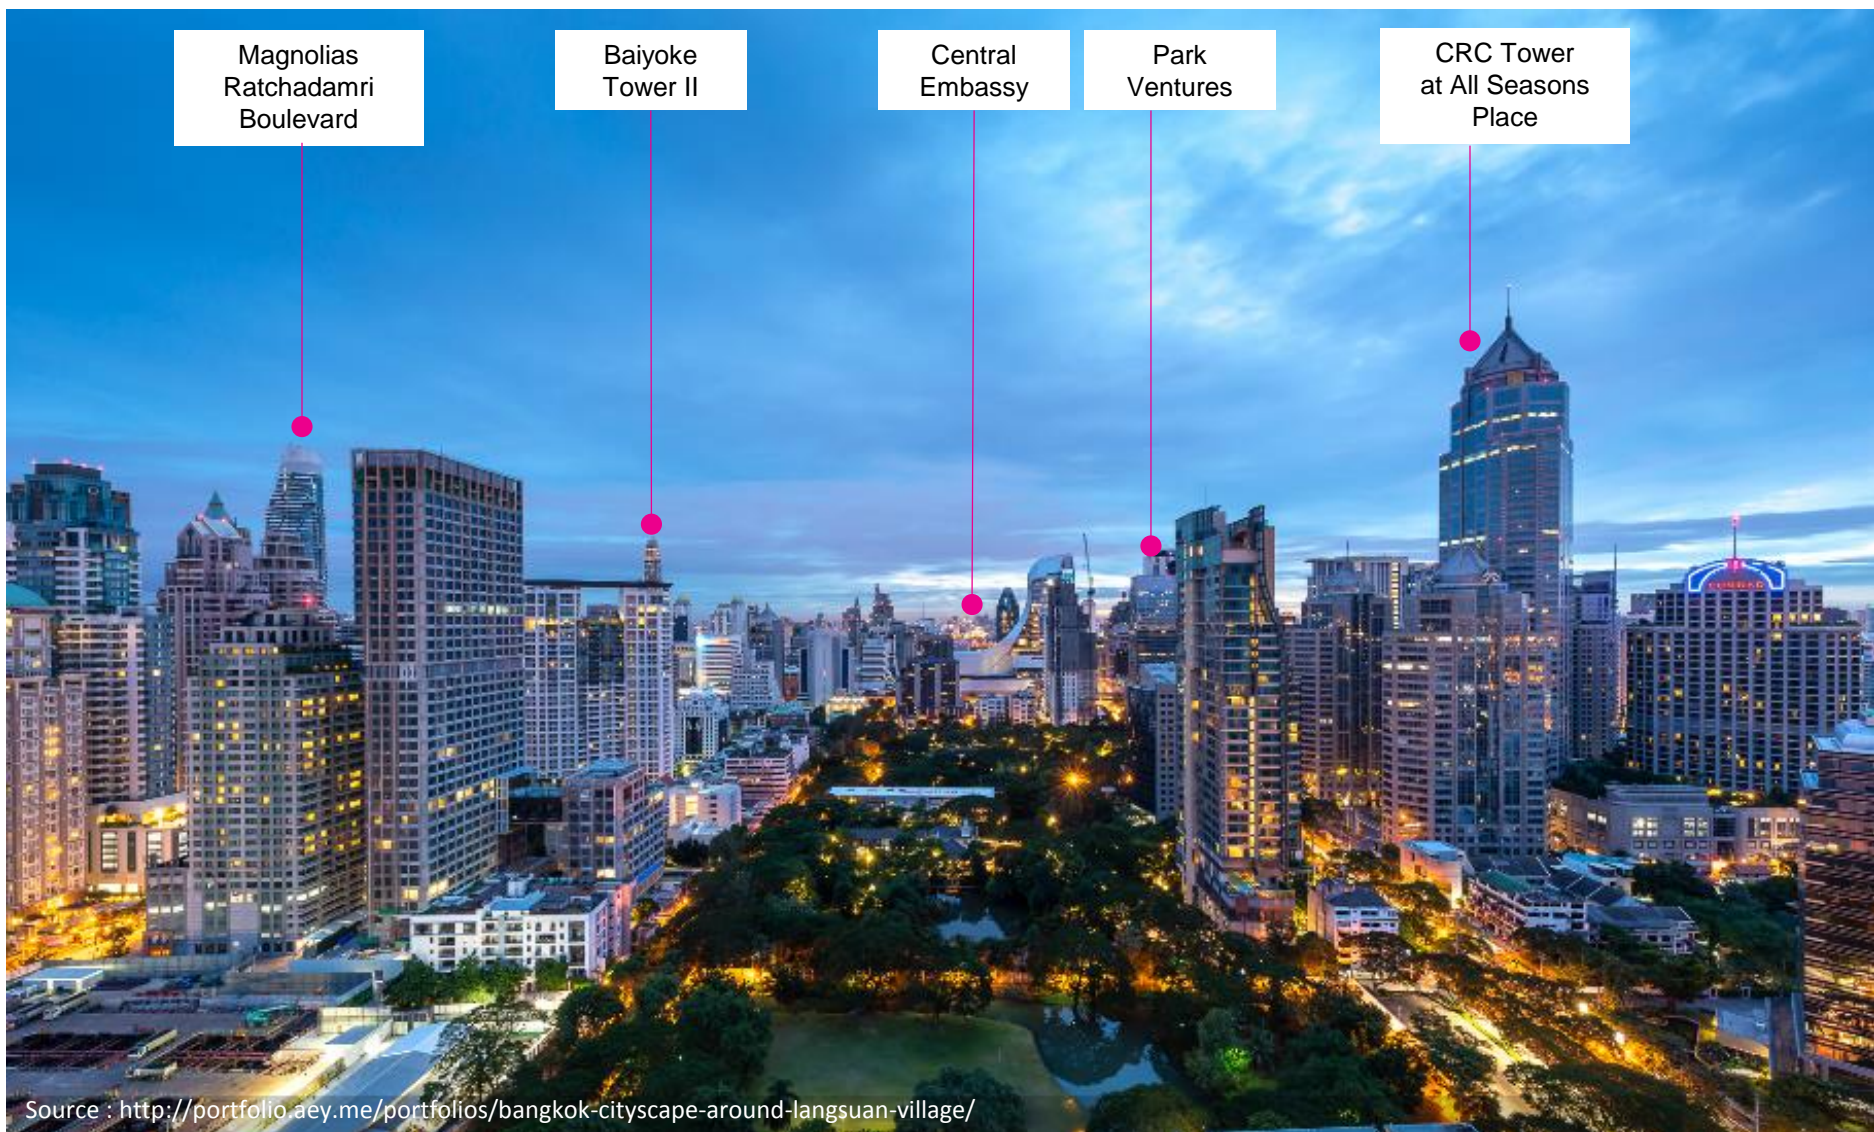 Magnolias
Ratchadamri
Boulevard
Baiyoke
Tower II
Central
Embassy
Park
Ventures
CRC Tower
at All Seasons
Place
CONRAD
Source : http://portfolio.aey.me/portfolios/bangkok-cityscape-around-langsuan-village/